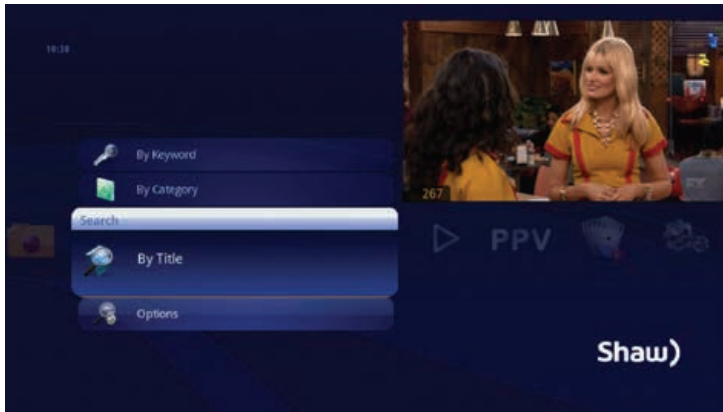 10:38
By Keyword
By Category
267
Search
PPV
By Title
Options
Shaw)